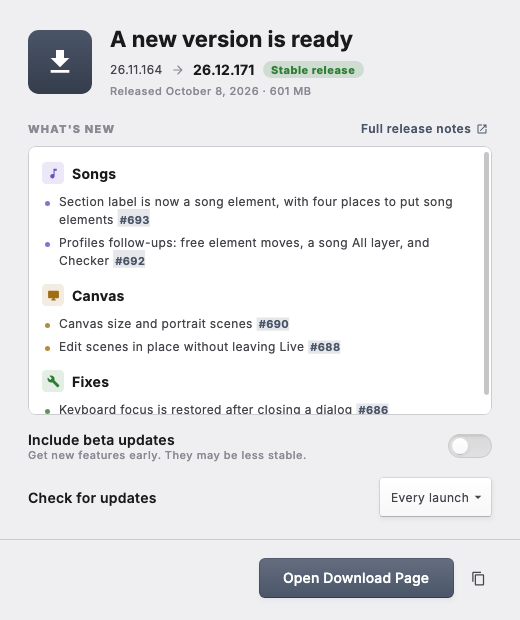 A new version is ready
26.11.164 → 26.12.171 Stable release
Released October 8, 2026 · 601 MB
WHAT'S NEW
Full release notes
Songs
• Section label is now a song element, with four places to put song
elements #693
• Profiles follow-ups: free element moves, a song All layer, and
Checker #692
Canvas
• Canvas size and portrait scenes #690
• Edit scenes in place without leaving Live #688
Fixes
• Keyboard focus is restored after closing a dialog #686
Include beta updates
Get new features early. They may be less stable.
Check for updates
Every launch
Open Download Page